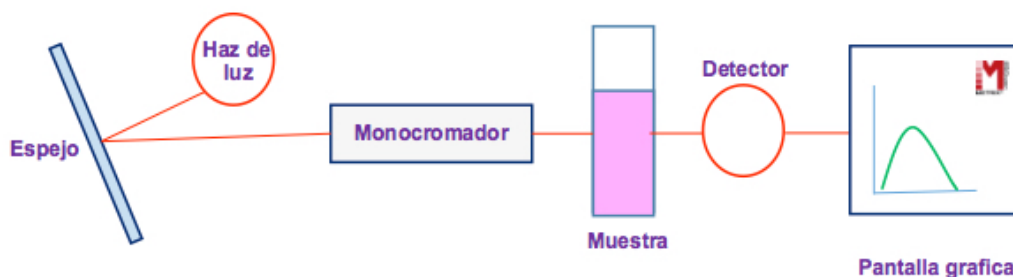 Haz de
luz
Espejo
Monocromador
Muestra
Detector
Pantalla grafica